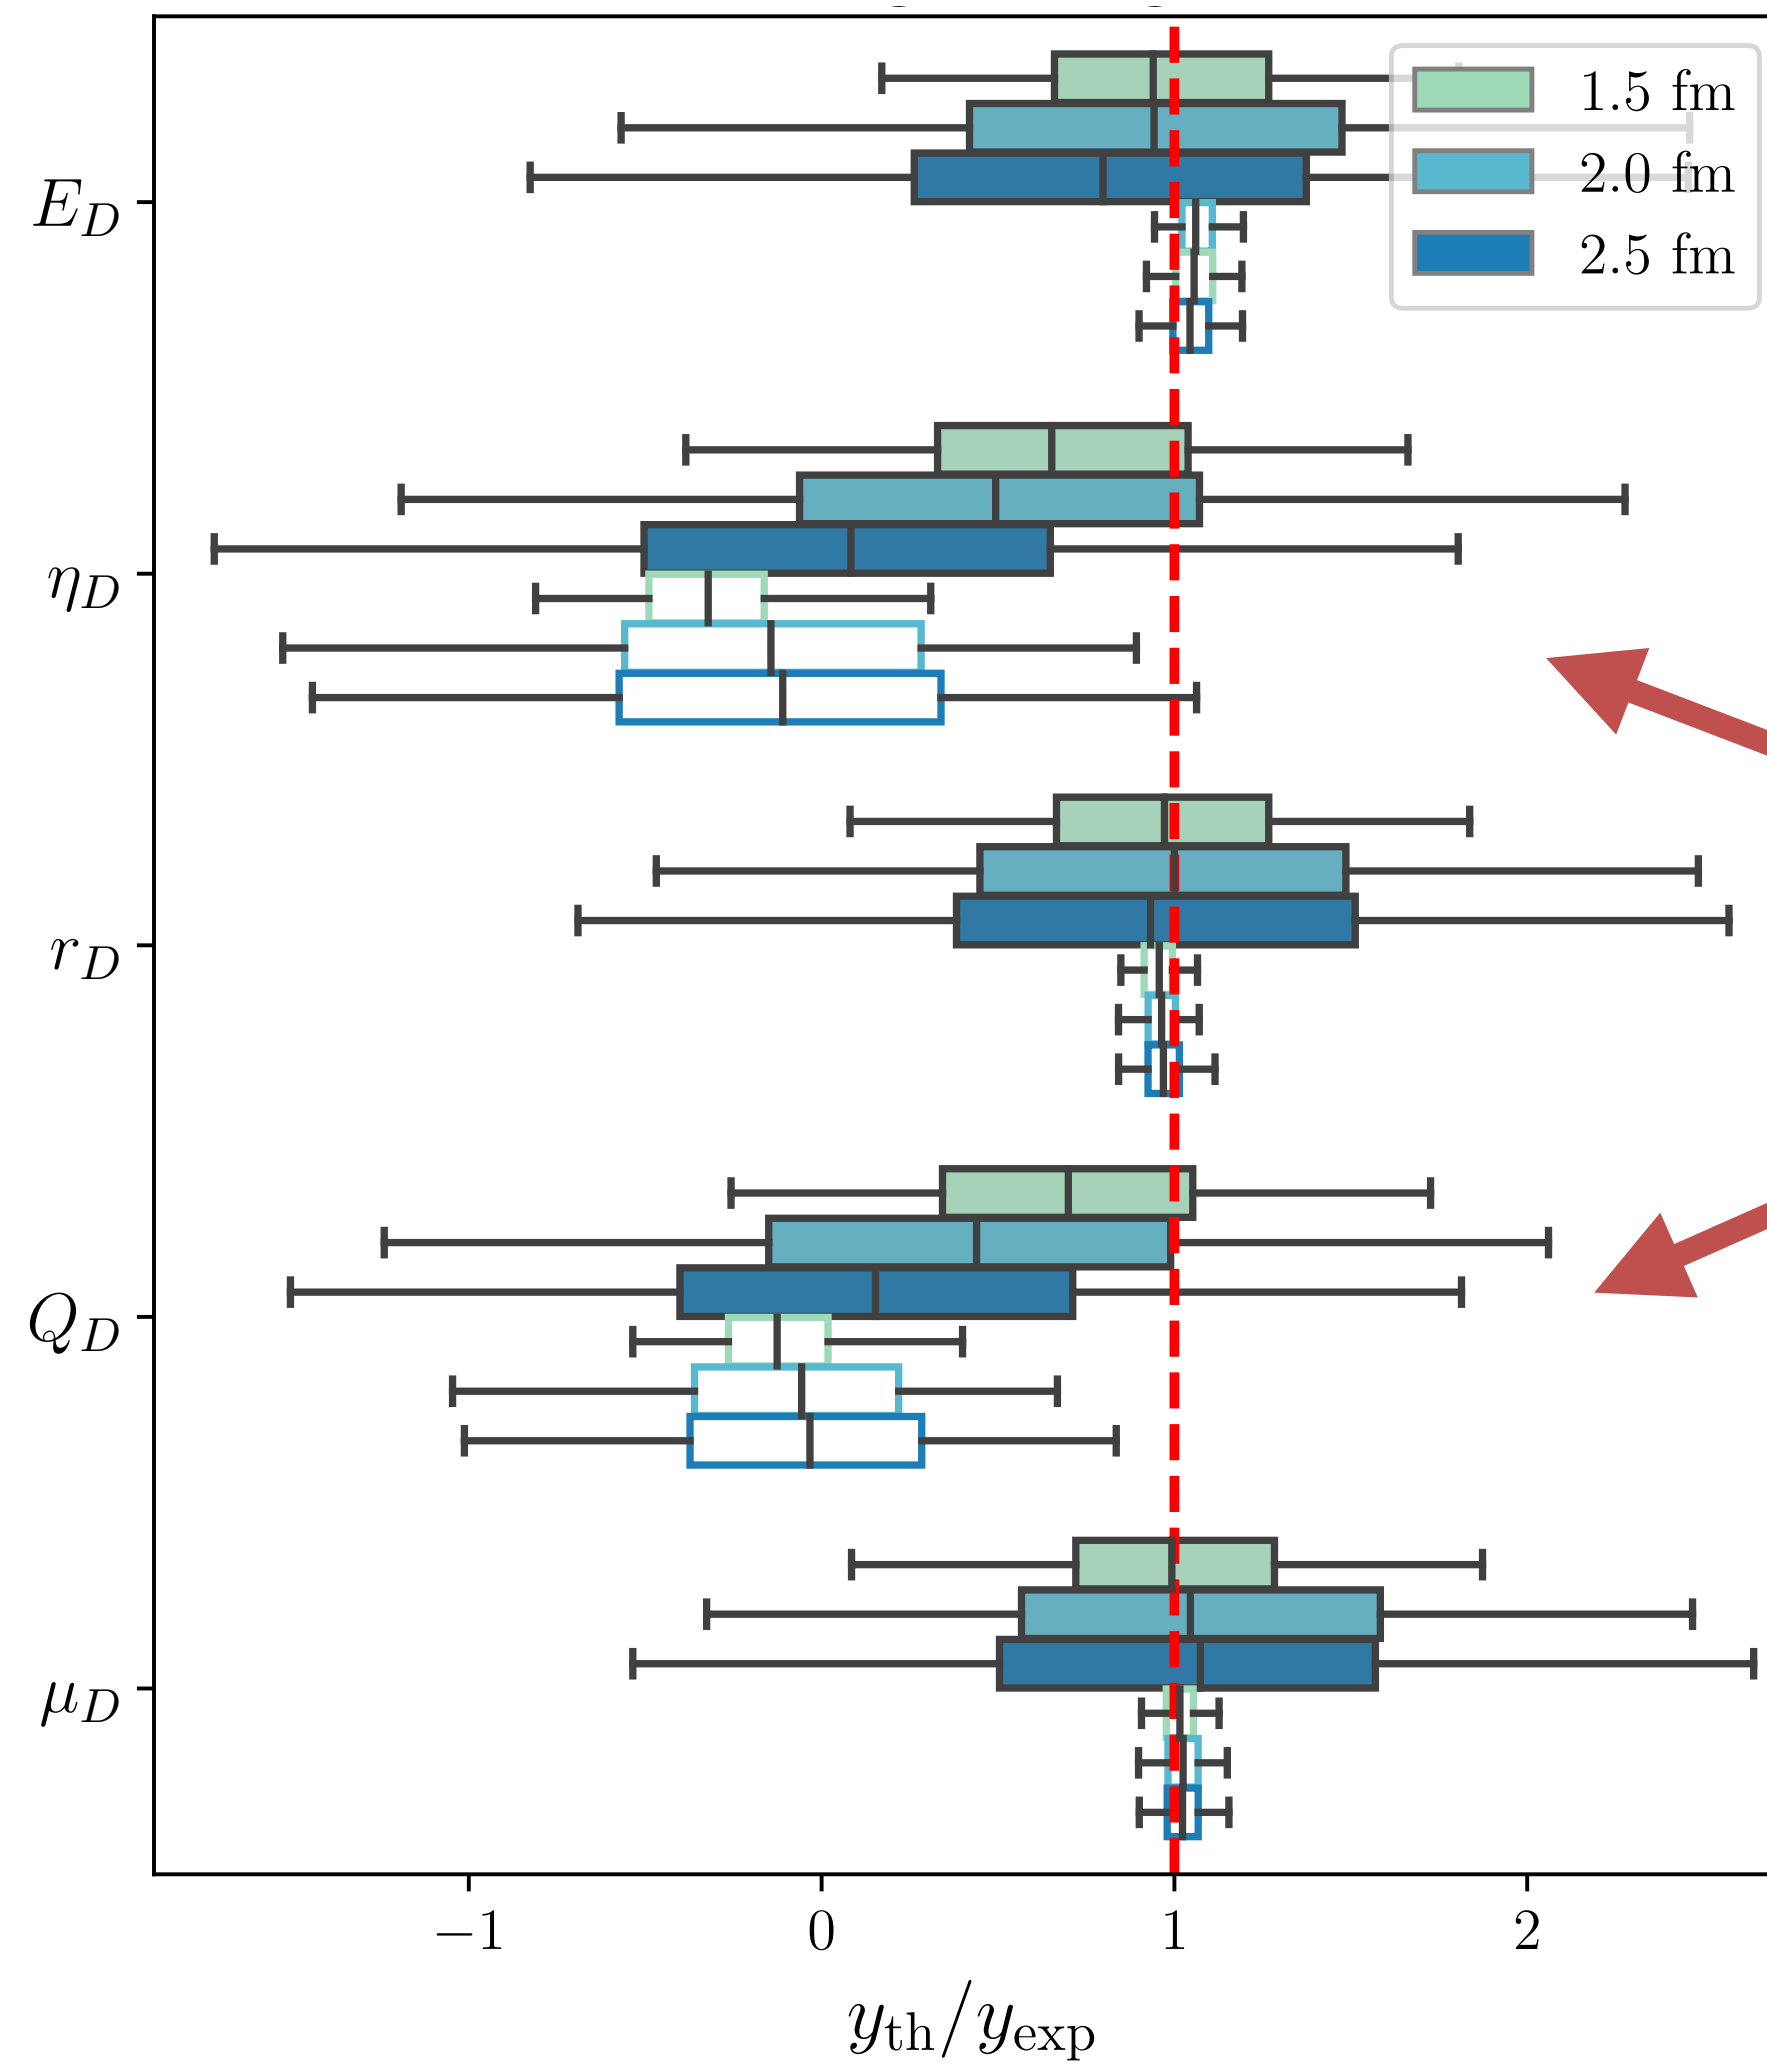 1.5 fm
2.0 fm
2.5 fm
E_D
η_D
r_D
Q_D
μ_D
−1 0 1 2
y_th/y_exp